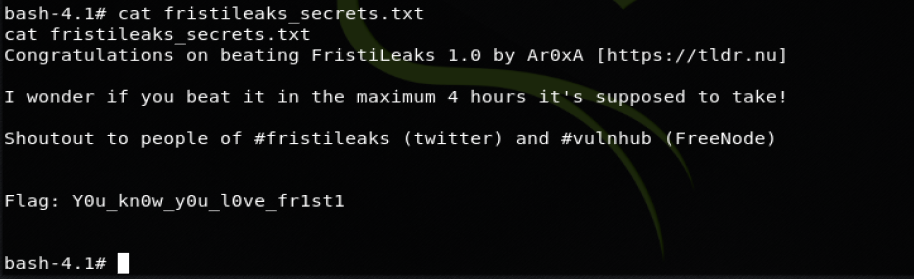 bash-4.1# cat fristileaks_secrets.txt
cat fristileaks_secrets.txt
Congratulations on beating FristiLeaks 1.0 by Ar0xA [https://tldr.nu]
I wonder if you beat it in the maximum 4 hours it's supposed to take!
Shoutout to people of #fristileaks (twitter) and #vulnhub (FreeNode)
Flag: Y0u_kn0w_y0u_l0ve_fr1st1
bash-4.1#